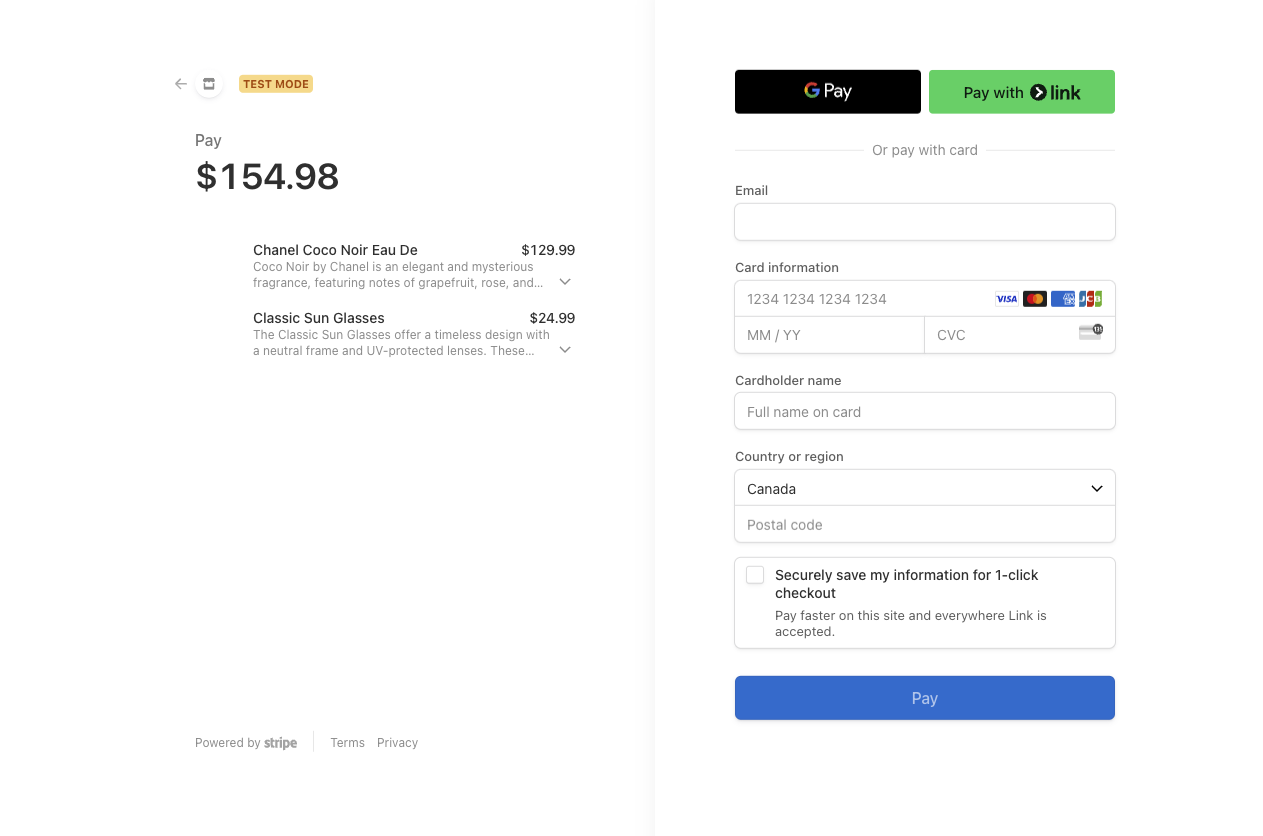 TEST MODE
Pay
$154.98
Chanel Coco Noir Eau De $129.99
Coco Noir by Chanel is an elegant and mysterious
fragrance, featuring notes of grapefruit, rose, and...
Classic Sun Glasses $24.99
The Classic Sun Glasses offer a timeless design with
a neutral frame and UV-protected lenses. These...
Powered by stripe Terms Privacy
G Pay Pay with link
Or pay with card
Email
Card information
1234 1234 1234 1234 VISA JCB
MM / YY CVC 135
Cardholder name
Full name on card
Country or region
Canada
Postal code
Securely save my information for 1-click
checkout
Pay faster on this site and everywhere Link is
accepted.
Pay